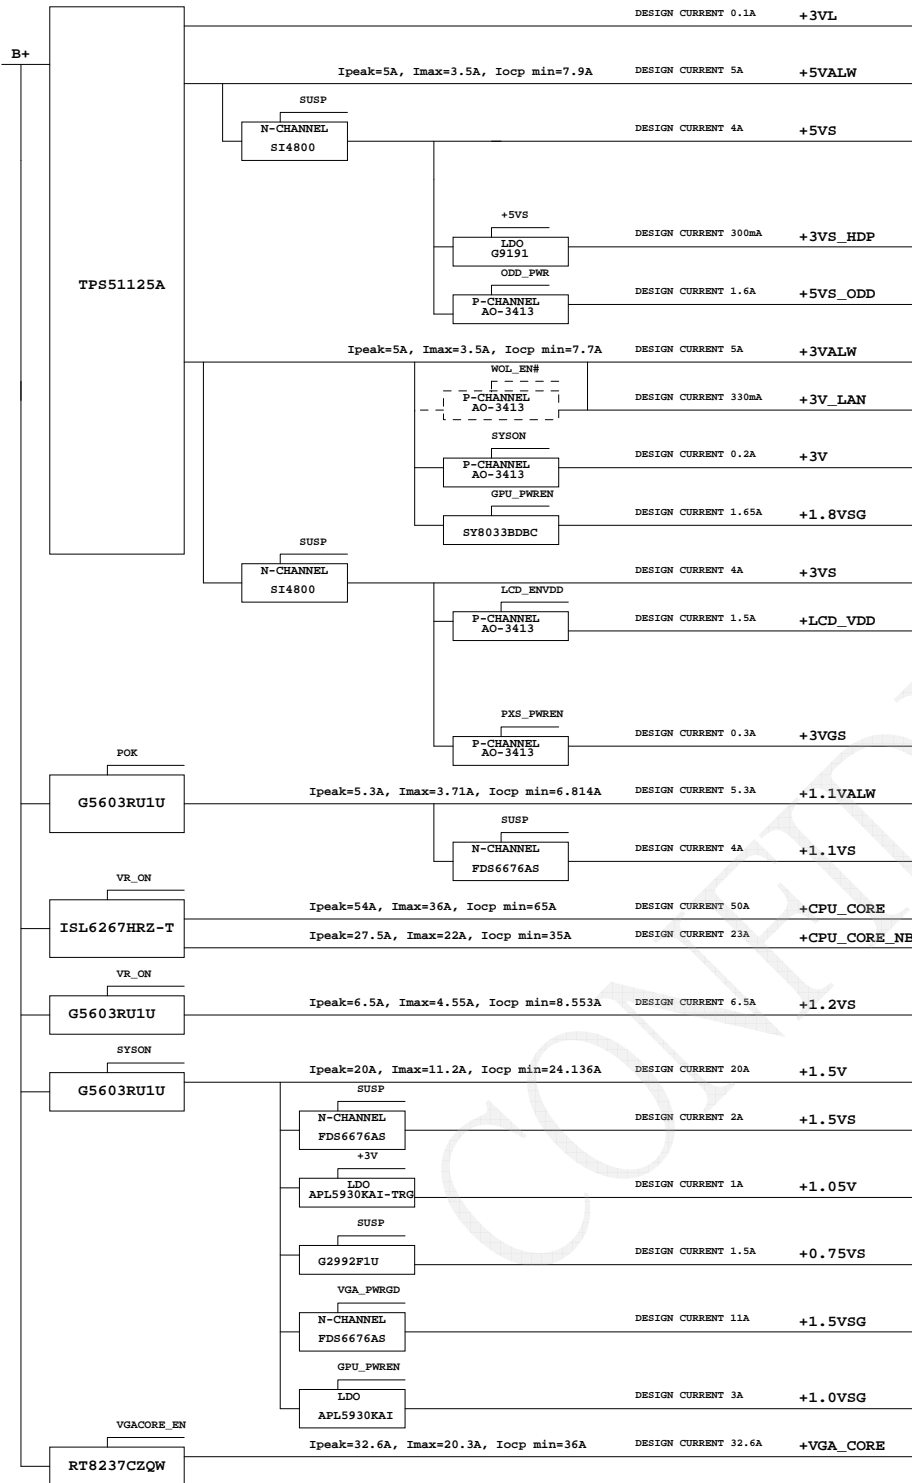 DESIGN CURRENT 0.1A +3VL
B+
Ipeak=5A, Imax=3.5A, Iocp min=7.9A DESIGN CURRENT 5A +5VALW
SUSP
N-CHANNEL
SI4800
DESIGN CURRENT 4A +5VS
+5VS
LDO
G9191
DESIGN CURRENT 300mA +3VS_HDP
TPS51125A
ODD_PWR
P-CHANNEL
AO-3413
DESIGN CURRENT 1.6A +5VS_ODD
Ipeak=5A, Imax=3.5A, Iocp min=7.7A DESIGN CURRENT 5A +3VALW
WOL_EN#
P-CHANNEL
AO-3413
DESIGN CURRENT 330mA +3V_LAN
SYSON
P-CHANNEL
AO-3413
DESIGN CURRENT 0.2A +3V
GPU_PWREN
SY8033BDBC
DESIGN CURRENT 1.65A +1.8VSG
SUSP
N-CHANNEL
SI4800
DESIGN CURRENT 4A +3VS
LCD_ENVDD
P-CHANNEL
AO-3413
DESIGN CURRENT 1.5A +LCD_VDD
PXS_PWREN
P-CHANNEL
AO-3413
DESIGN CURRENT 0.3A +3VGS
POK
G5603RU1U
Ipeak=5.3A, Imax=3.71A, Iocp min=6.814A DESIGN CURRENT 5.3A +1.1VALW
SUSP
N-CHANNEL
FDS6676AS
DESIGN CURRENT 4A +1.1VS
VR_ON
ISL6267HRZ-T
Ipeak=54A, Imax=36A, Iocp min=65A DESIGN CURRENT 50A +CPU_CORE
Ipeak=27.5A, Imax=22A, Iocp min=35A DESIGN CURRENT 23A +CPU_CORE_NB
VR_ON
G5603RU1U
Ipeak=6.5A, Imax=4.55A, Iocp min=8.553A DESIGN CURRENT 6.5A +1.2VS
SYSON
G5603RU1U
Ipeak=20A, Imax=11.2A, Iocp min=24.136A DESIGN CURRENT 20A +1.5V
SUSP
N-CHANNEL
FDS6676AS
DESIGN CURRENT 2A +1.5VS
+3V
LDO
APL5930KAI-TRG
DESIGN CURRENT 1A +1.05V
SUSP
G2992F1U
DESIGN CURRENT 1.5A +0.75VS
VGA_PWRGD
N-CHANNEL
FDS6676AS
DESIGN CURRENT 11A +1.5VSG
GPU_PWREN
LDO
APL5930KAI
DESIGN CURRENT 3A +1.0VSG
VGACORE_EN
RT8237CZQW
Ipeak=32.6A, Imax=20.3A, Iocp min=36A DESIGN CURRENT 32.6A +VGA_CORE